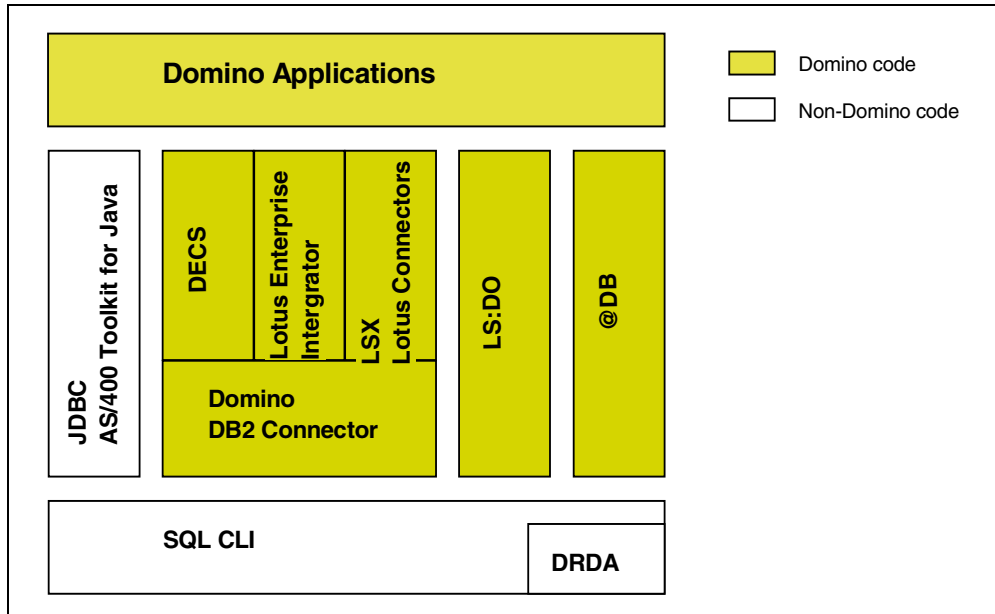 Domino Applications
Domino code
Non-Domino code
JDBC
AS/400 Toolkit for Java
DECS
Lotus Enterprise
Intergrator
LSX
Lotus Connectors
LS:DO
@DB
Domino
DB2 Connector
SQL CLI
DRDA